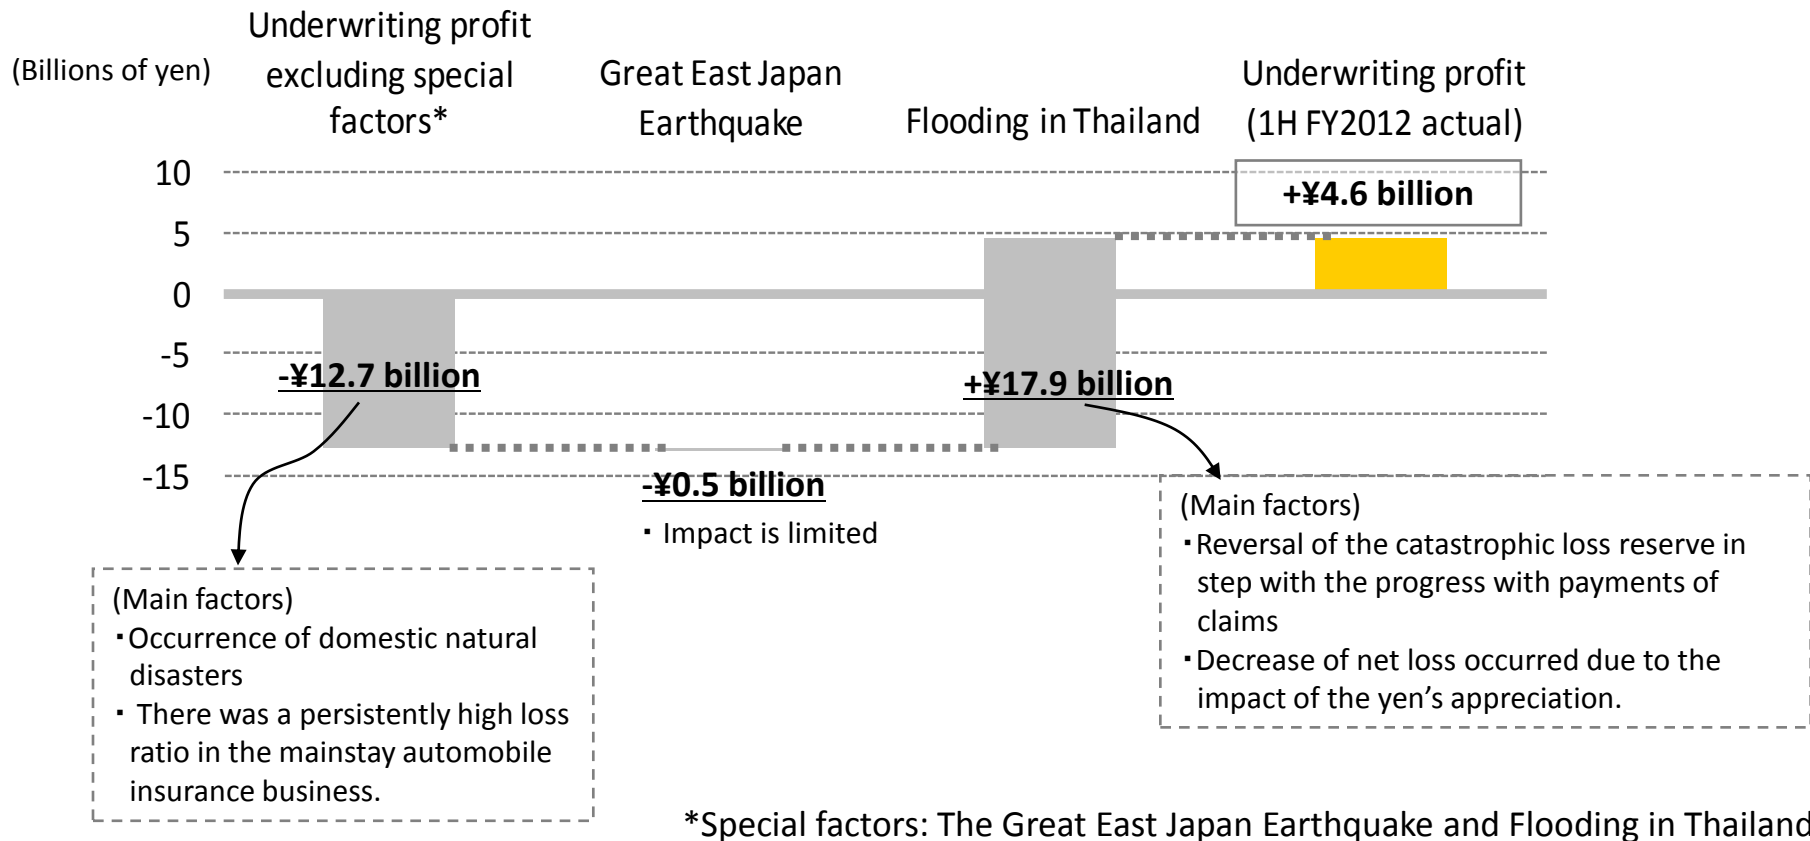 (Billions of yen)
Underwriting profit
excluding special
factors*
Great East Japan
Earthquake
Flooding in Thailand
Underwriting profit
(1H FY2012 actual)
10
5
0
-5
-10
-15
+¥4.6 billion
-¥12.7 billion
+¥17.9 billion
-¥0.5 billion
・Impact is limited
(Main factors)
・Occurrence of domestic natural
disasters
・ There was a persistently high loss
ratio in the mainstay automobile
insurance business.
(Main factors)
・Reversal of the catastrophic loss reserve in
step with the progress with payments of
claims
・Decrease of net loss occurred due to the
impact of the yen’s appreciation.
*Special factors: The Great East Japan Earthquake and Flooding in Thailand